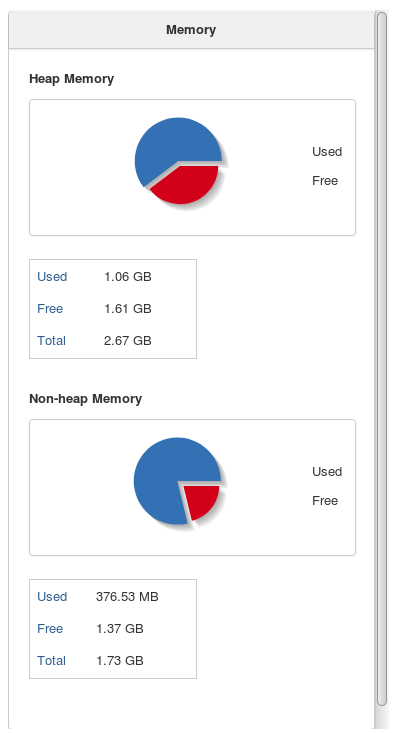 Memory
Heap Memory
Used
Free
Used 1.06 GB
Free 1.61 GB
Total 2.67 GB
Non-heap Memory
Used
Free
Used 376.53 MB
Free 1.37 GB
Total 1.73 GB